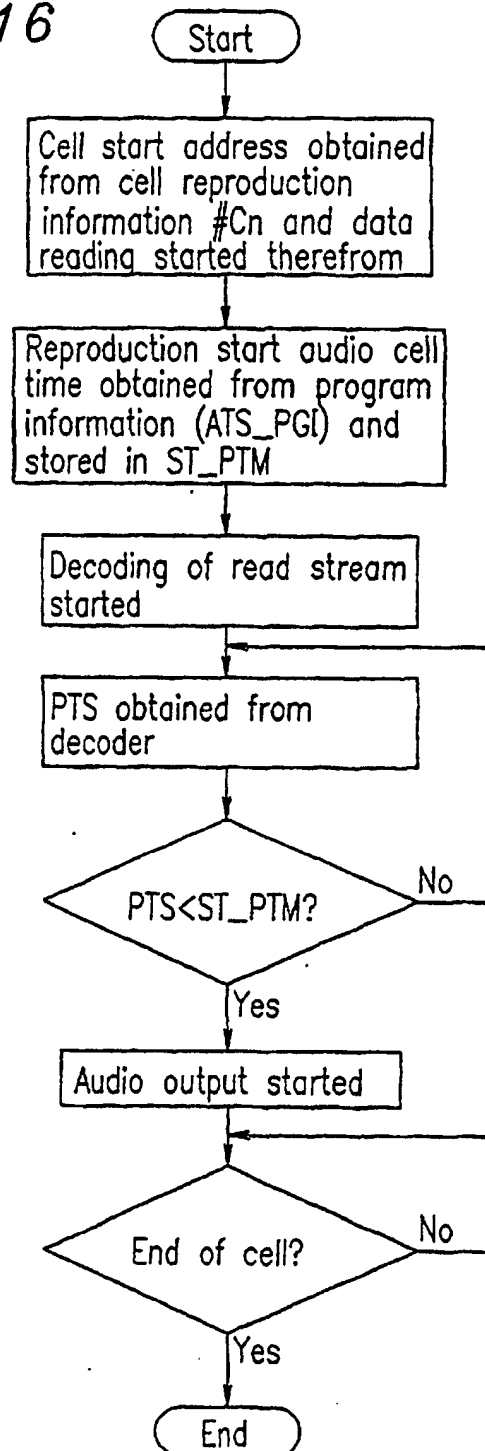 16
Start
Cell start address obtained
from cell reproduction
information #Cn and data
reading started therefrom
Reproduction start audio cell
time obtained from program
information (ATS_PGI) and
stored in ST_PTM
Decoding of read stream
started
PTS obtained from
decoder
PTS<ST_PTM?
No
Yes
Audio output started
End of cell?
No
Yes
End